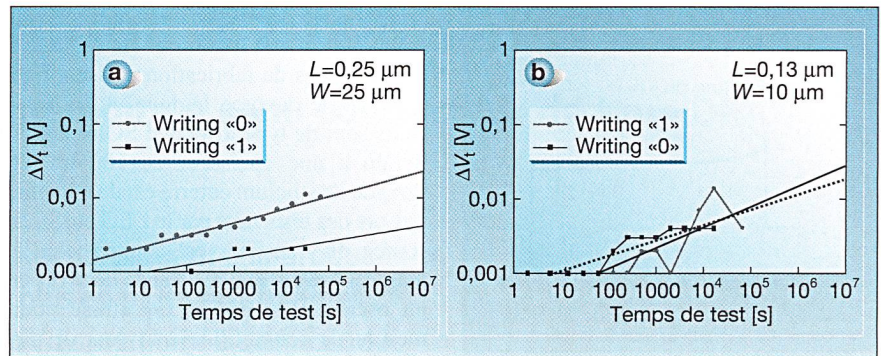 a
L=0,25 µm
W=25 µm
Writing «0»
Writing «1»
ΔVt [V]
1
0,1
0,01
0,001
1
10
100
1000
10⁴
10⁵
10⁶
10⁷
Temps de test [s]
b
L=0,13 µm
W=10 µm
Writing «1»
Writing «0»
ΔVt [V]
1
0,1
0,01
0,001
1
10
100
1000
10⁴
10⁵
10⁶
10⁷
Temps de test [s]